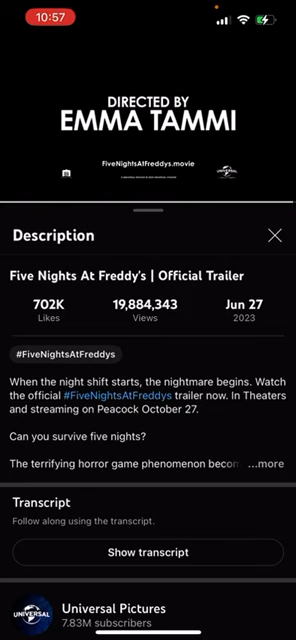 10:57
DIRECTED BY
EMMA TAMMI
FiveNightsAtFreddys.movie
UNIVERSAL
Description
Five Nights At Freddy's | Official Trailer
702K 19,884,343 Jun 27
Likes Views 2023
#FiveNightsAtFreddys
When the night shift starts, the nightmare begins. Watch
the official #FiveNightsAtFreddys trailer now. In Theaters
and streaming on Peacock October 27.
Can you survive five nights?
The terrifying horror game phenomenon becom ...more
Transcript
Follow along using the transcript.
Show transcript
UNIVERSAL
Universal Pictures
7.83M subscribers